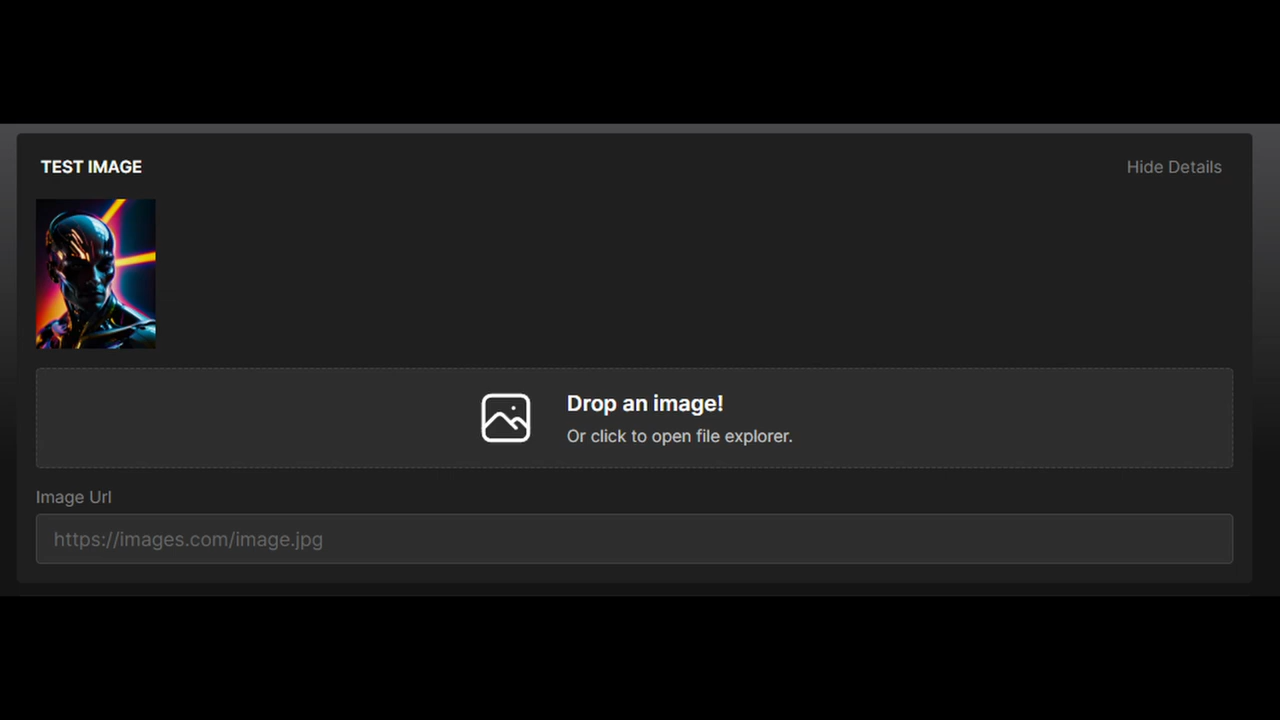 TEST IMAGE
Hide Details
Drop an image!
Or click to open file explorer.
Image Url
https://images.com/image.jpg